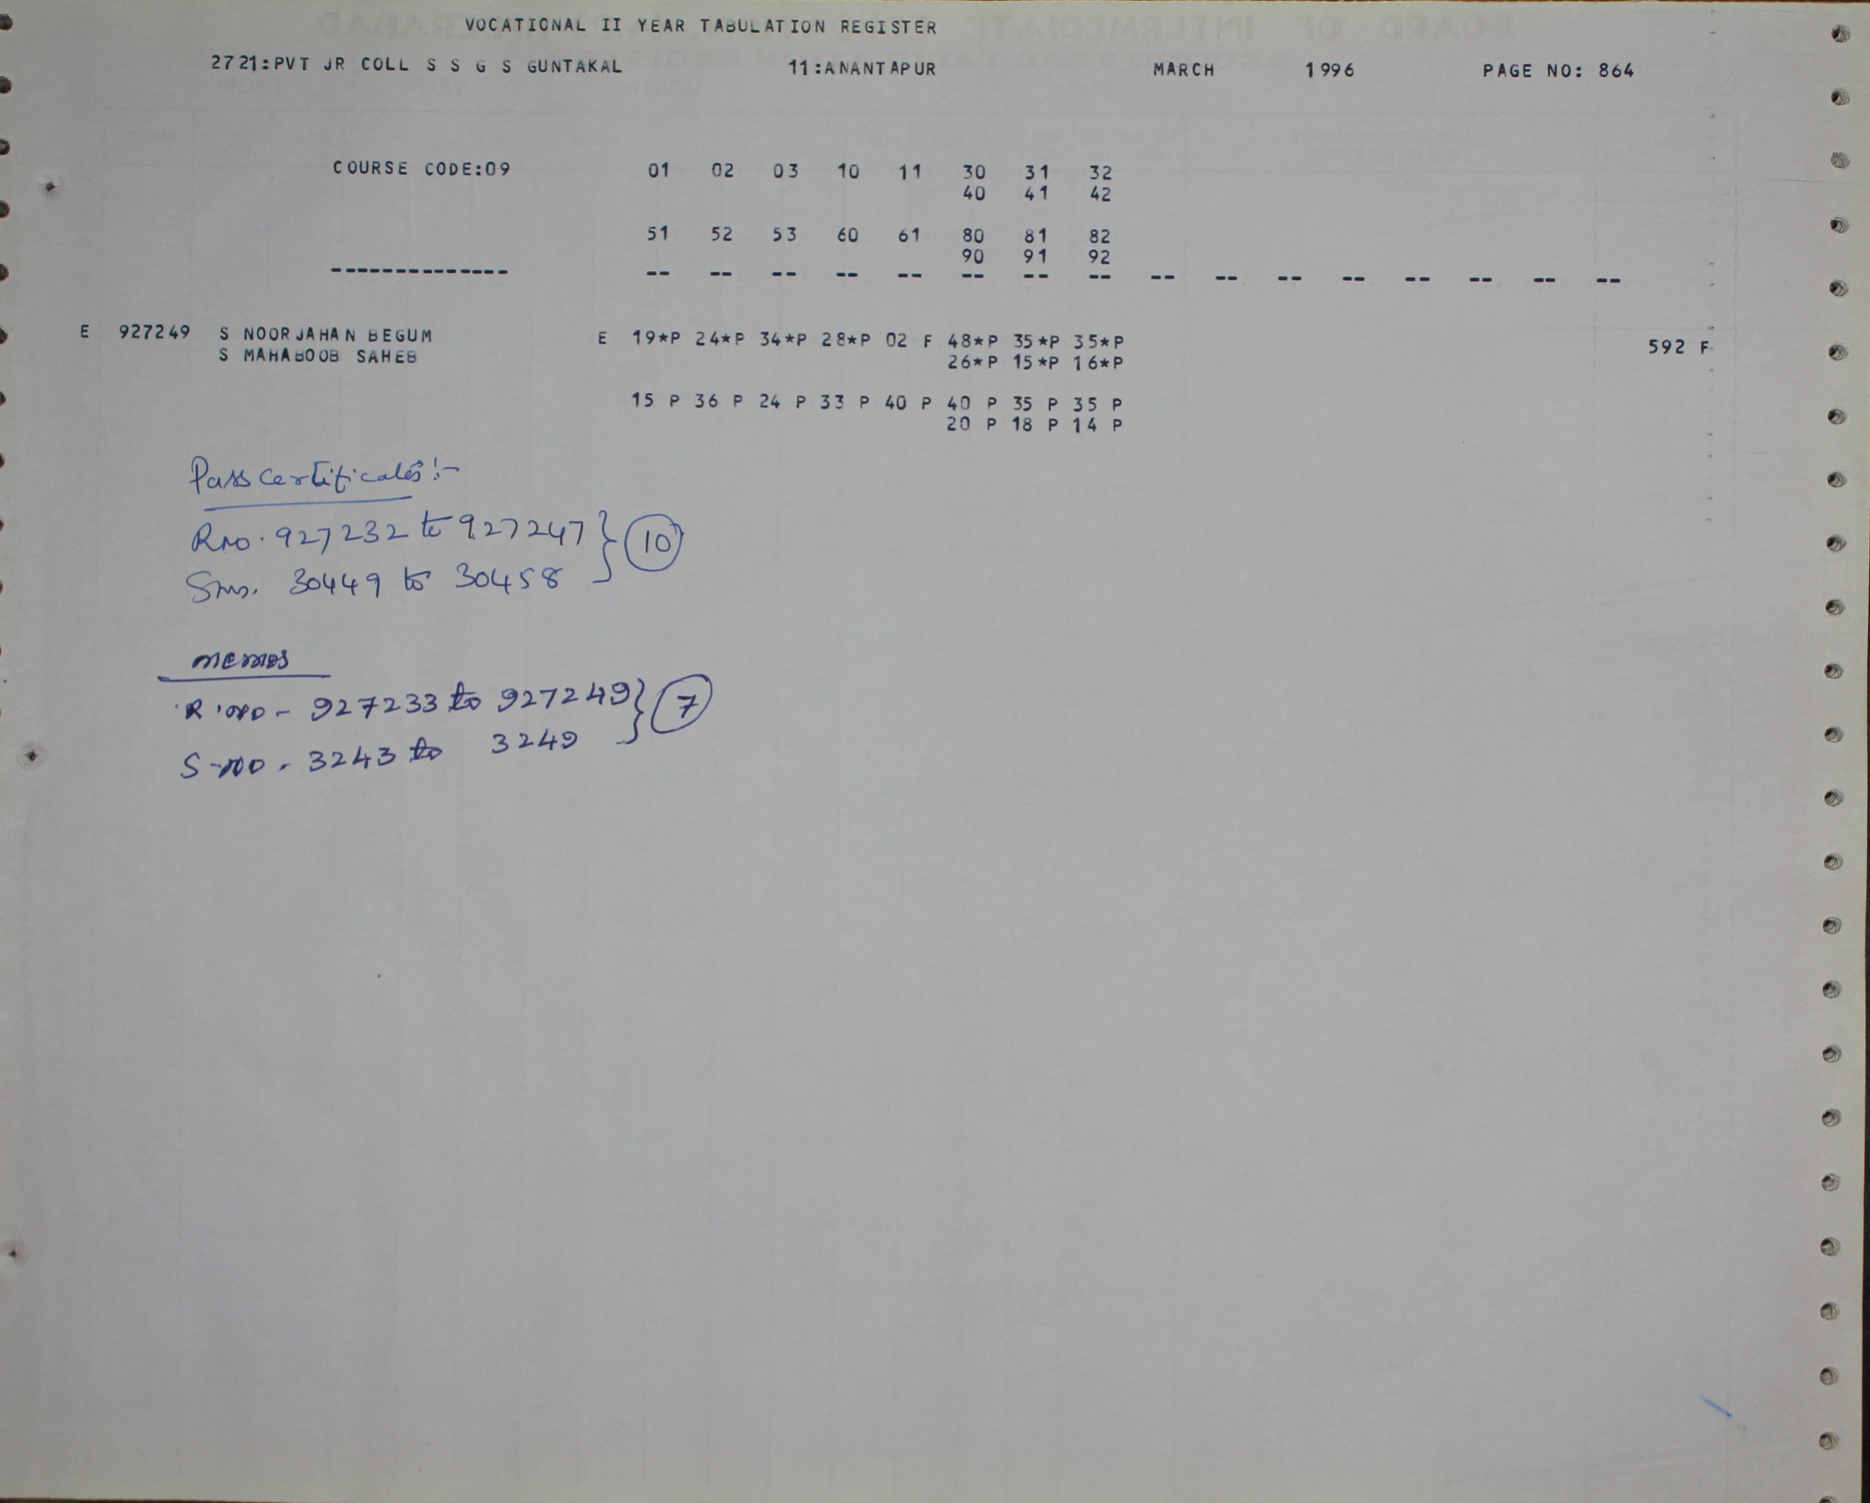 VOCATIONAL II YEAR TABULATION REGISTER
2721:PVT JR COLL S S G S GUNTAKAL 11:ANANTAPUR MARCH 1996 PAGE NO: 864
COURSE CODE:09 01 02 03 10 11 30 31 32
40 41 42
51 52 53 60 61 80 81 82
90 91 92
-------------- -- -- -- -- -- -- -- -- -- -- -- -- -- -- -- --
E 927249 S NOORJAHAN BEGUM E 19*P 24*P 34*P 28*P 02 F 48*P 35*P 35*P 592 F
S MAHABOOB SAHEB 26*P 15*P 16*P
15 P 36 P 24 P 33 P 40 P 40 P 35 P 35 P
20 P 18 P 14 P
Pass certificates:-
Rno. 927232 to 927247 } 10
Sno. 30449 to 30458
memos
R.no - 927233 to 927249 } 7
S-no. 3243 to 3249